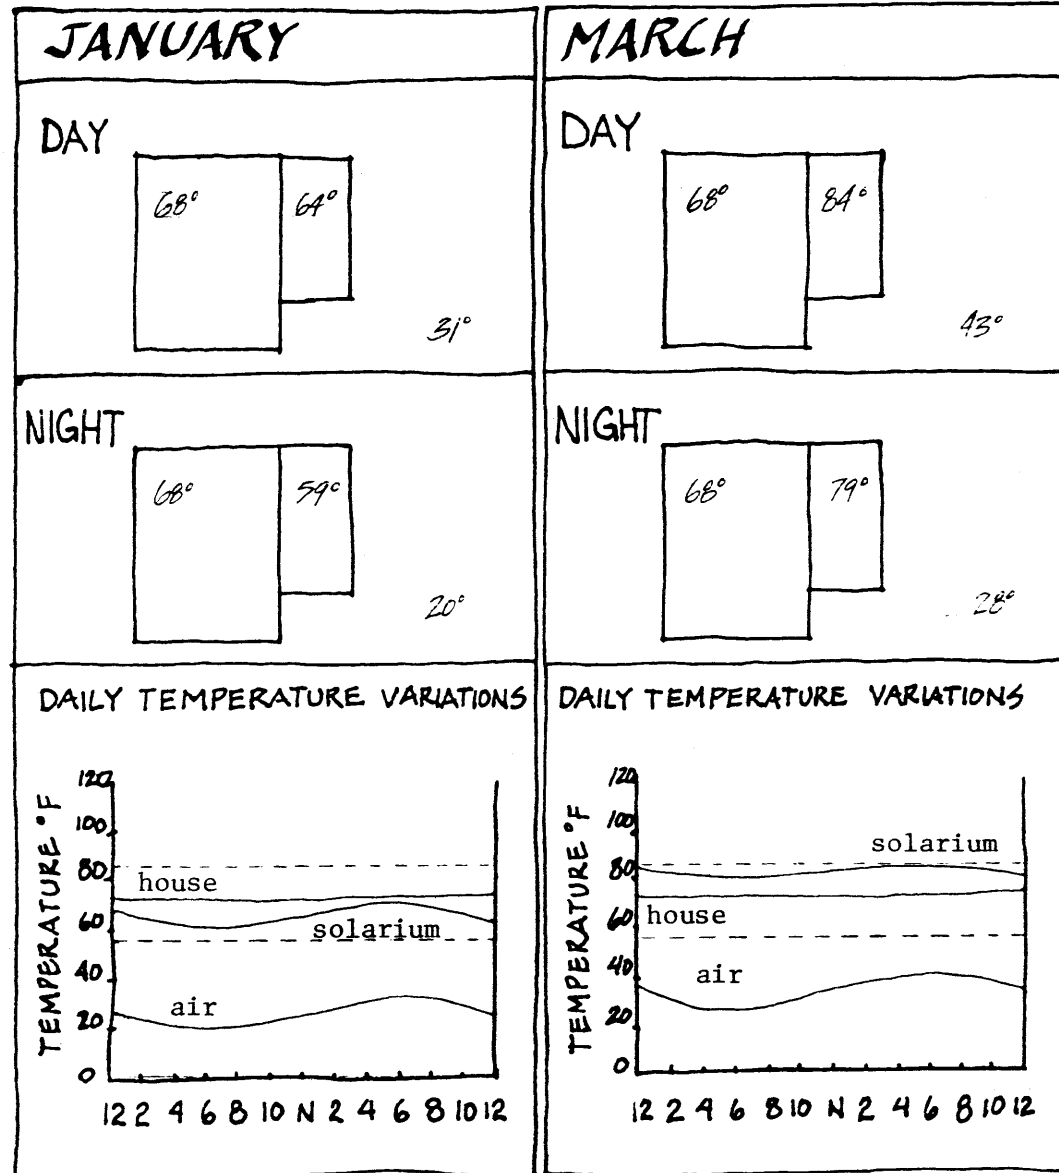 JANUARY
DAY
68° 64°
31°
NIGHT
68° 59°
20°
DAILY TEMPERATURE VARIATIONS
TEMPERATURE °F
120
100
80
60
40
20
0
house
solarium
air
12 2 4 6 8 10 N 2 4 6 8 10 12
MARCH
DAY
68° 84°
43°
NIGHT
68° 79°
28°
DAILY TEMPERATURE VARIATIONS
TEMPERATURE °F
120
100
80
60
40
20
0
solarium
house
air
12 2 4 6 8 10 N 2 4 6 8 10 12